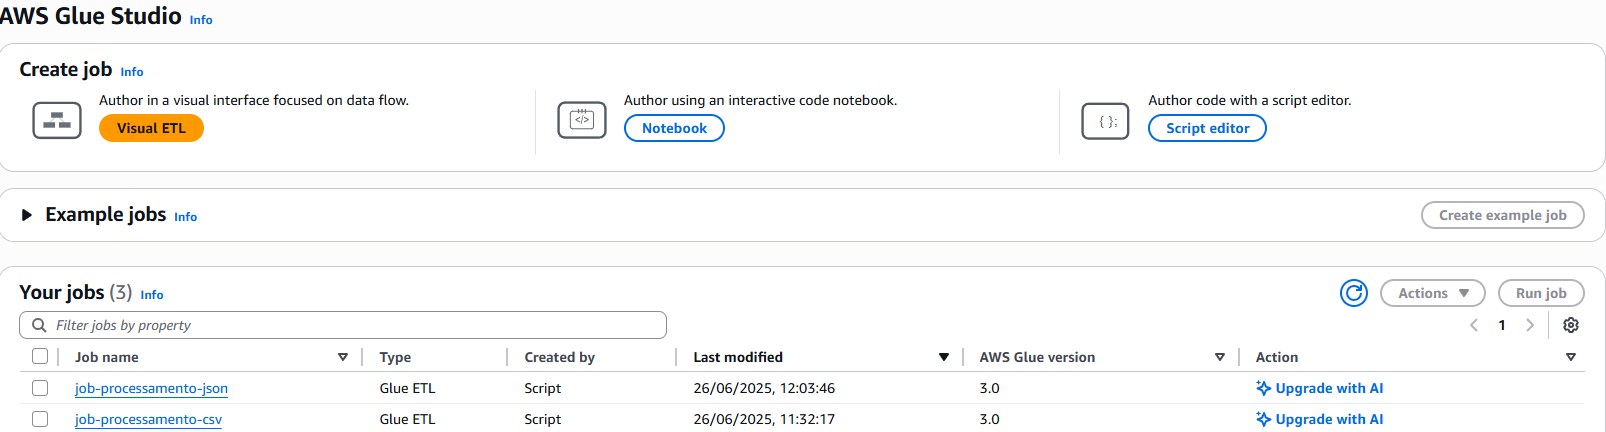 AWS Glue Studio Info
Create job Info
Author in a visual interface focused on data flow.
Visual ETL
Author using an interactive code notebook.
Notebook
Author code with a script editor.
Script editor
Example jobs Info
Create example job
Your jobs (3) Info
Actions
Run job
Filter jobs by property
1
Job name Type Created by Last modified AWS Glue version Action
job-processamento-json Glue ETL Script 26/06/2025, 12:03:46 3.0 Upgrade with AI
job-processamento-csv Glue ETL Script 26/06/2025, 11:32:17 3.0 Upgrade with AI